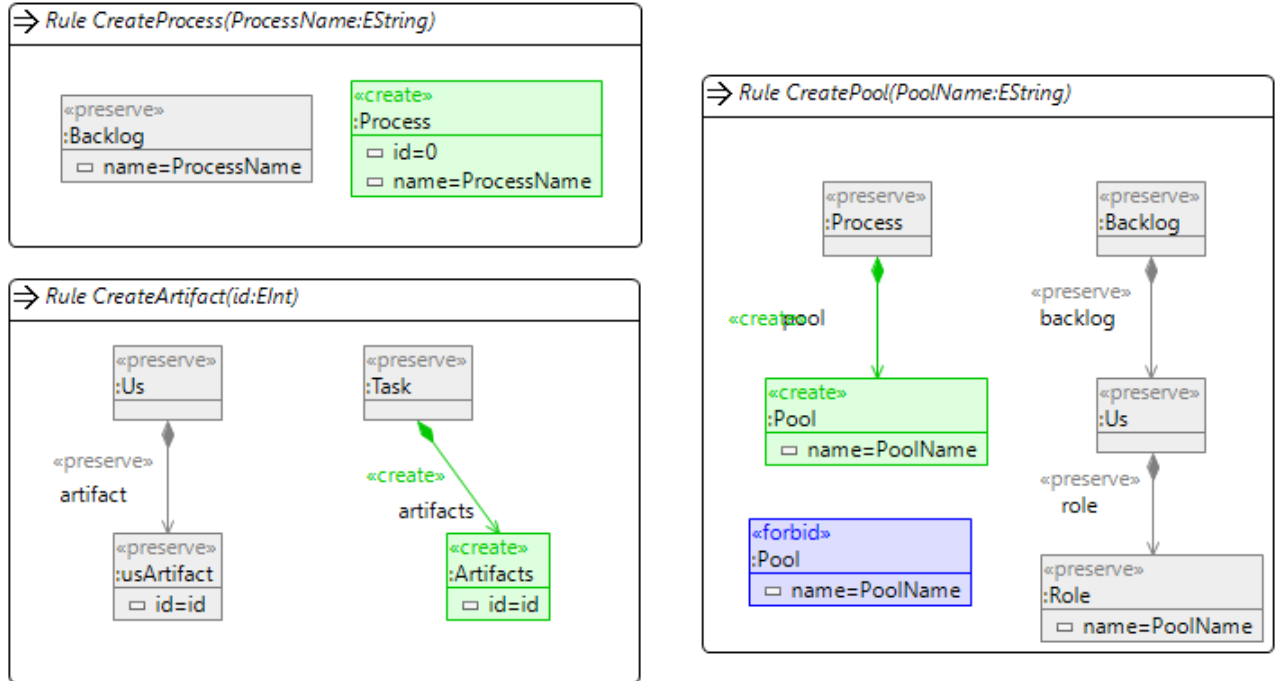 Rule CreateProcess(ProcessName:EString)
«preserve»
:Backlog
name=ProcessName
«create»
:Process
id=0
name=ProcessName
Rule CreateArtifact(id:EInt)
«preserve»
:Us
«preserve»
:Task
«preserve»
artifact
«create»
artifacts
«preserve»
:usArtifact
id=id
«create»
:Artifacts
id=id
Rule CreatePool(PoolName:EString)
«preserve»
:Process
«preserve»
:Backlog
«create»
pool
«preserve»
backlog
«create»
:Pool
name=PoolName
«preserve»
:Us
«preserve»
role
«forbid»
:Pool
name=PoolName
«preserve»
:Role
name=PoolName